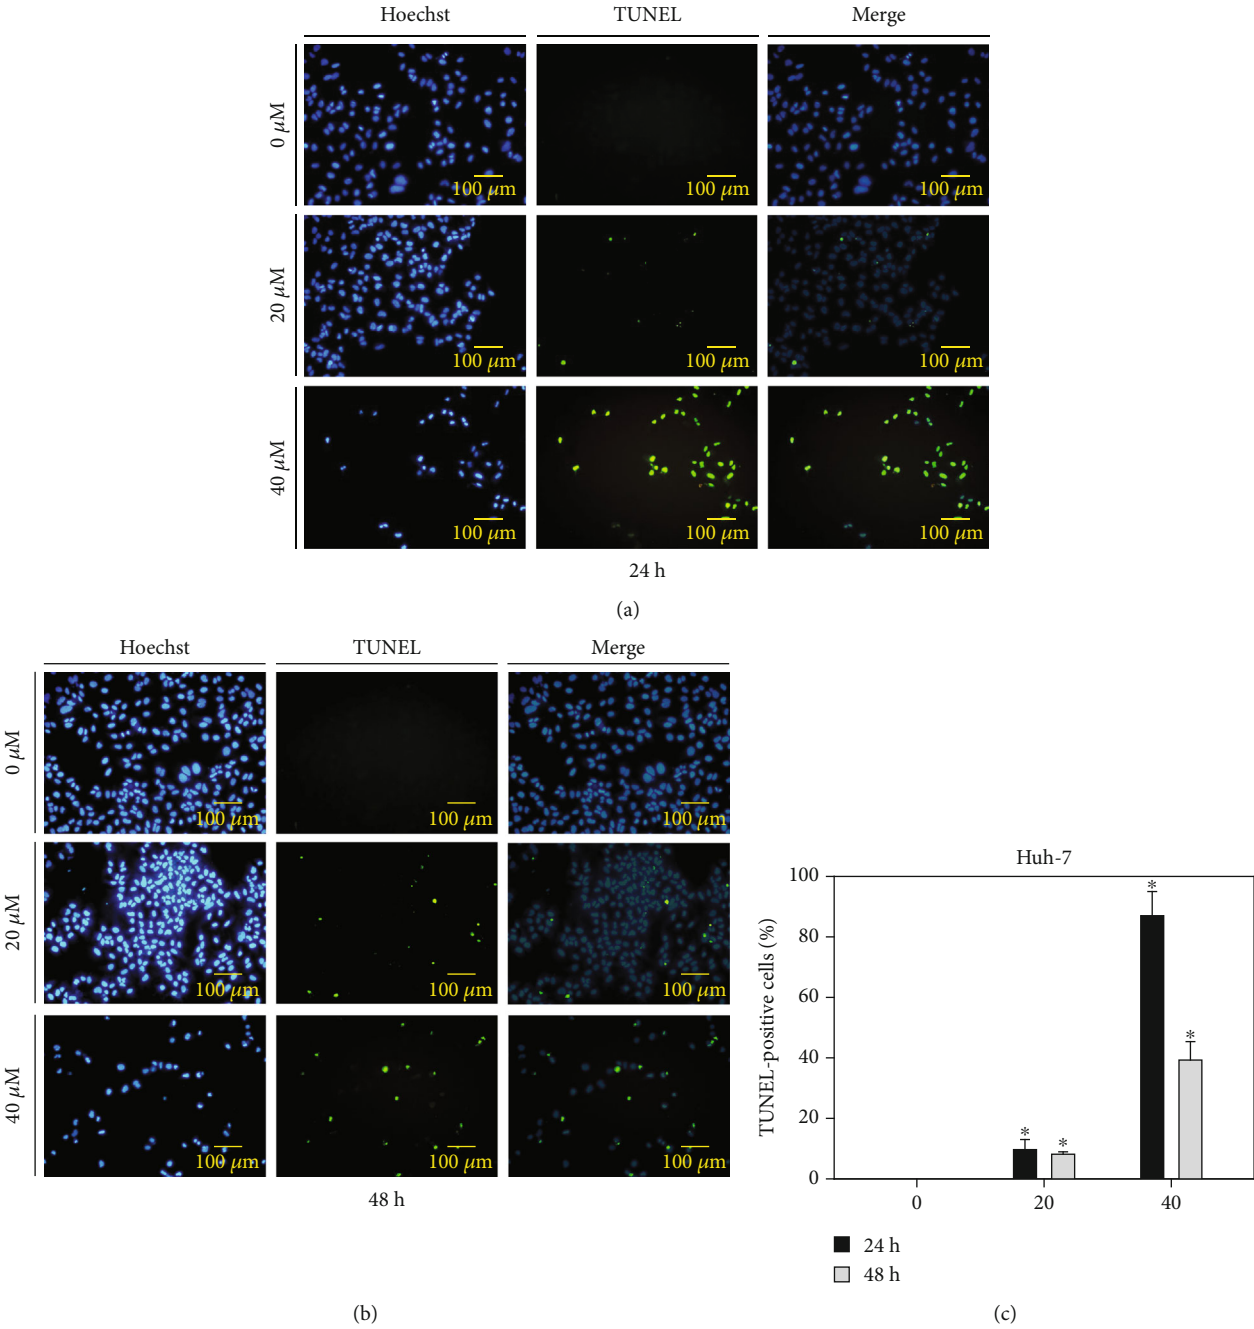 Hoechst TUNEL Merge
0 µM
100 µm 100 µm 100 µm
20 µM
100 µm 100 µm 100 µm
40 µM
100 µm 100 µm 100 µm
24 h
(a)
Hoechst TUNEL Merge
0 µM
100 µm 100 µm 100 µm
20 µM
100 µm 100 µm 100 µm
40 µM
100 µm 100 µm 100 µm
48 h
(b)
Huh-7
TUNEL-positive cells (%)
100
80
60
40
20
0
*
*
* *
0 20 40
24 h
48 h
(c)